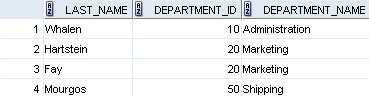 LAST_NAME DEPARTMENT_ID DEPARTMENT_NAME
1 Whalen 10 Administration
2 Hartstein 20 Marketing
3 Fay 20 Marketing
4 Mourgos 50 Shipping